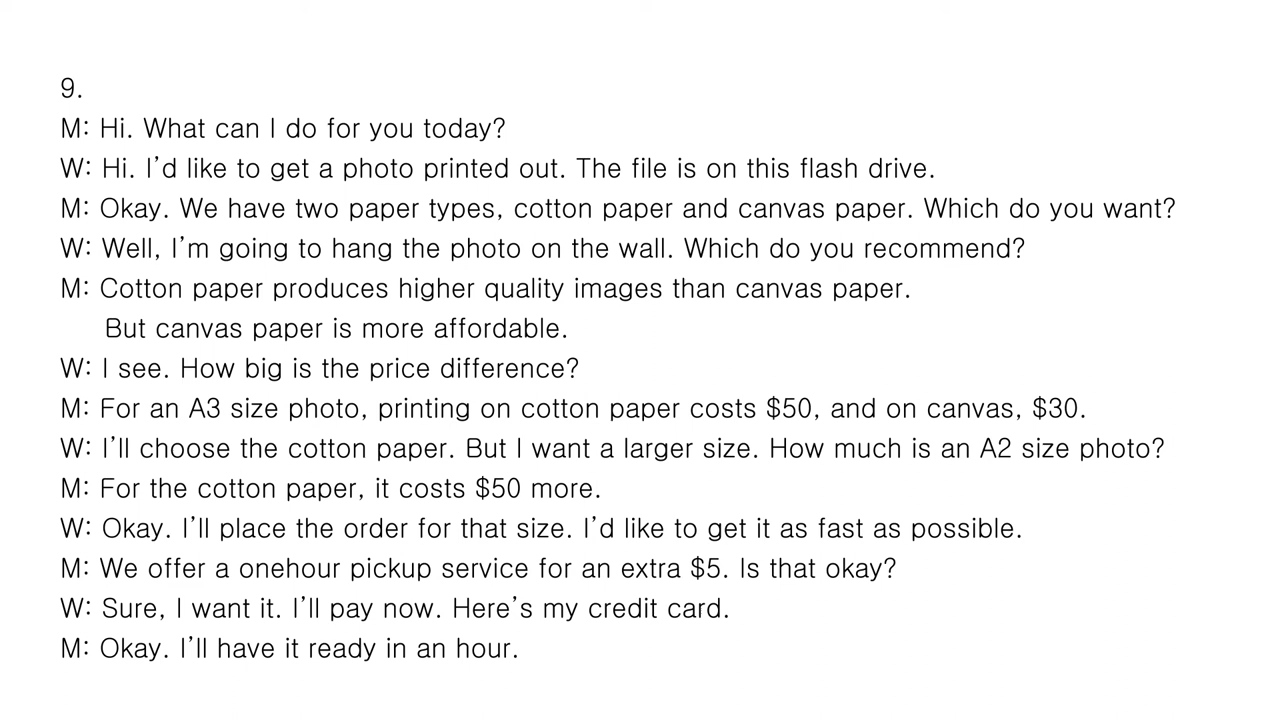 9.
M: Hi. What can I do for you today?
W: Hi. I’d like to get a photo printed out. The file is on this flash drive.
M: Okay. We have two paper types, cotton paper and canvas paper. Which do you want?
W: Well, I’m going to hang the photo on the wall. Which do you recommend?
M: Cotton paper produces higher quality images than canvas paper.
But canvas paper is more affordable.
W: I see. How big is the price difference?
M: For an A3 size photo, printing on cotton paper costs $50, and on canvas, $30.
W: I’ll choose the cotton paper. But I want a larger size. How much is an A2 size photo?
M: For the cotton paper, it costs $50 more.
W: Okay. I’ll place the order for that size. I’d like to get it as fast as possible.
M: We offer a onehour pickup service for an extra $5. Is that okay?
W: Sure, I want it. I’ll pay now. Here’s my credit card.
M: Okay. I’ll have it ready in an hour.